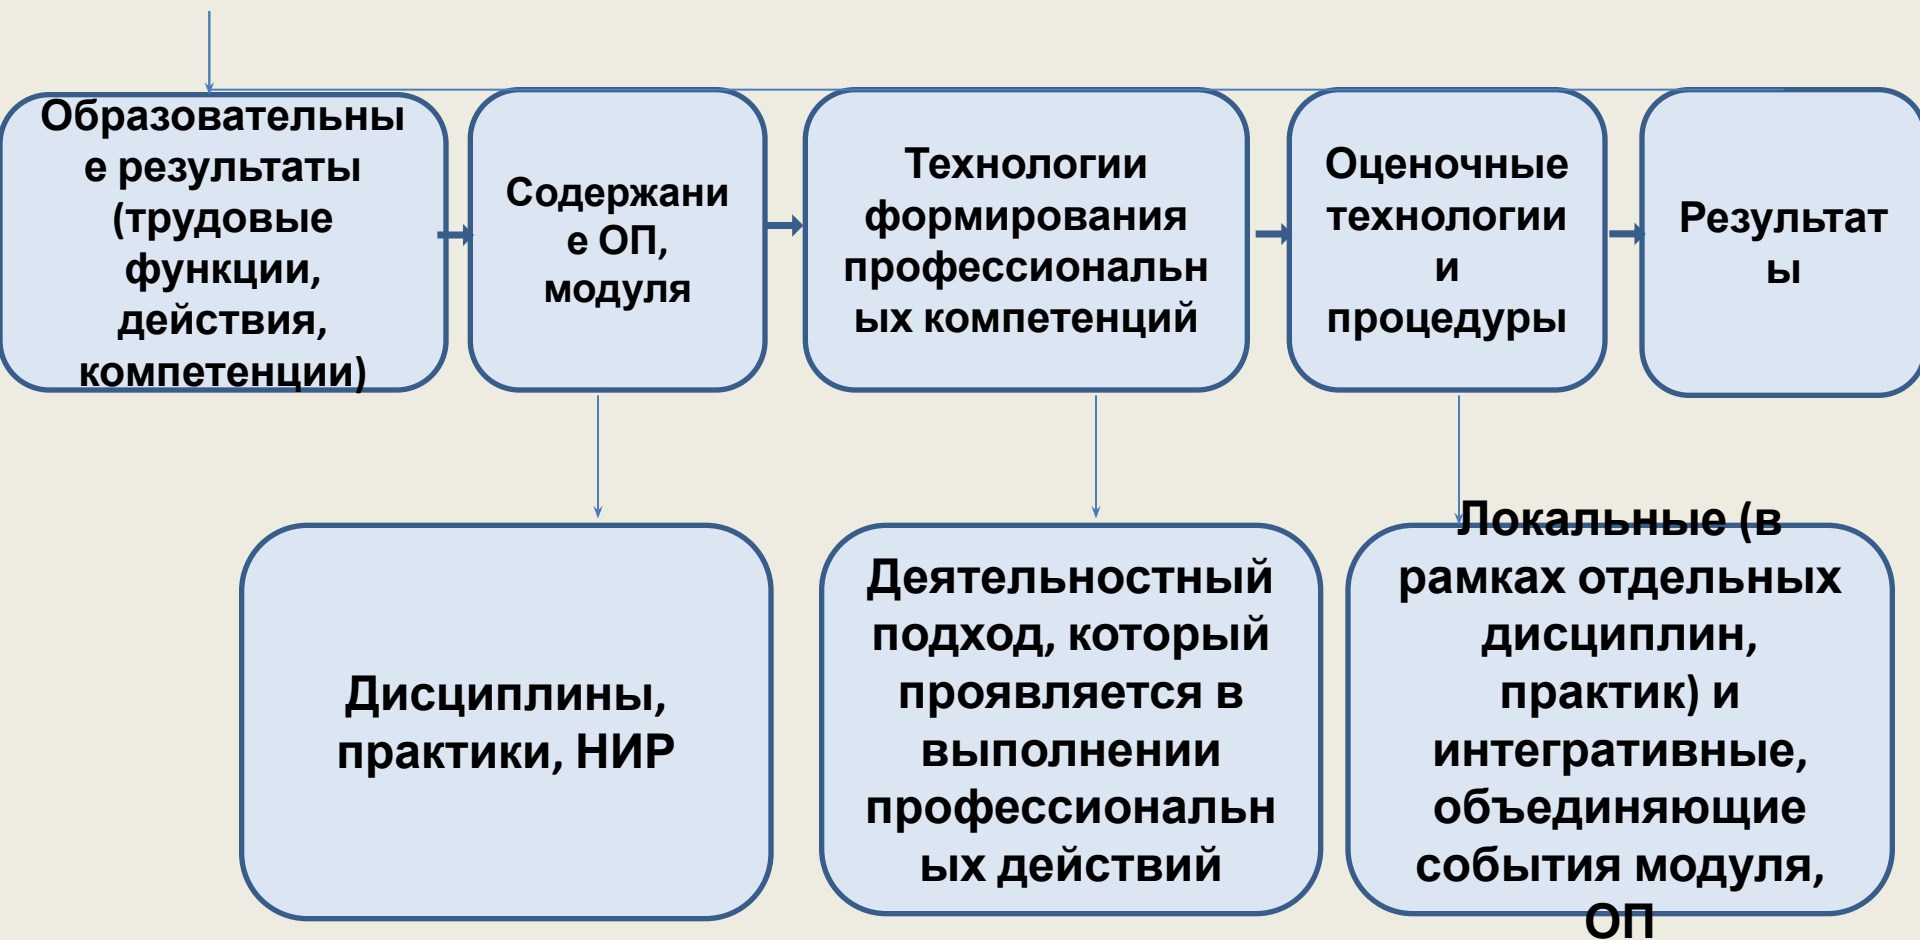 Образовательны
е результаты
(трудовые
функции,
действия,
компетенции)
Содержани
е ОП,
модуля
Технологии
формирования
профессиональн
ых компетенций
Оценочные
технологии
и
процедуры
Результат
ы
Дисциплины,
практики, НИР
Деятельностный
подход, который
проявляется в
выполнении
профессиональн
ых действий
Локальные (в
рамках отдельных
дисциплин,
практик) и
интегративные,
объединяющие
события модуля,
ОП